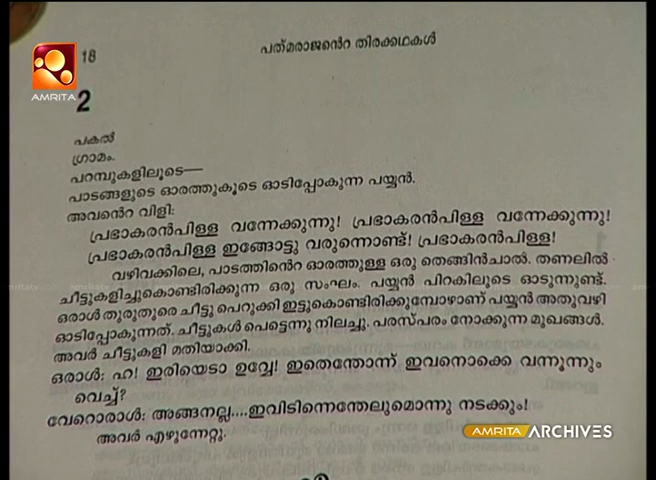 18
പത്മരാജന്റെ തിരക്കഥകൾ
AMRITA
2
പകൽ
ഗ്രാമം.
പറമ്പുകളിലൂടെ—
പാടങ്ങളുടെ ഓരത്തുകൂടെ ഓടിപ്പോകുന്ന പയ്യൻ.
അവന്റെ വിളി:
പ്രഭാകരൻപിള്ള വന്നേക്കുന്നു! പ്രഭാകരൻപിള്ള വന്നേക്കുന്നു!
പ്രഭാകരൻപിള്ള ഇങ്ങോട്ടു വരുന്നൊണ്ട്! പ്രഭാകരൻപിള്ള!
വഴിവക്കിലെ, പാടത്തിന്റെ ഓരത്തുള്ള ഒരു തെങ്ങിൻചാൽ. തണലിൽ
ചീട്ടുകളിച്ചുകൊണ്ടിരിക്കുന്ന ഒരു സംഘം. പയ്യൻ പിറകിലൂടെ ഓടുന്നുണ്ട്.
ഒരാൾ തുരുതുരെ ചീട്ടു പെറുക്കി ഇട്ടുകൊണ്ടിരിക്കുമ്പോഴാണ് പയ്യൻ അതുവഴി
ഓടിപ്പോകുന്നത്. ചീട്ടുകൾ പെട്ടെന്നു നിലച്ചു. പരസ്പരം നോക്കുന്ന മുഖങ്ങൾ.
അവർ ചീട്ടുകളി മതിയാക്കി.
ഒരാൾ: ഹ! ഇരിയെടാ ഉവ്വേ! ഇതെന്തോന്ന് ഇവനൊക്കെ വന്നൂന്നും
വെച്ച്?
വേറൊരാൾ: അങ്ങനല്ല....ഇവിടിന്നെന്തേലുമൊന്നു നടക്കും!
അവർ എഴുന്നേറ്റു.
AMRITA ARCHIVES